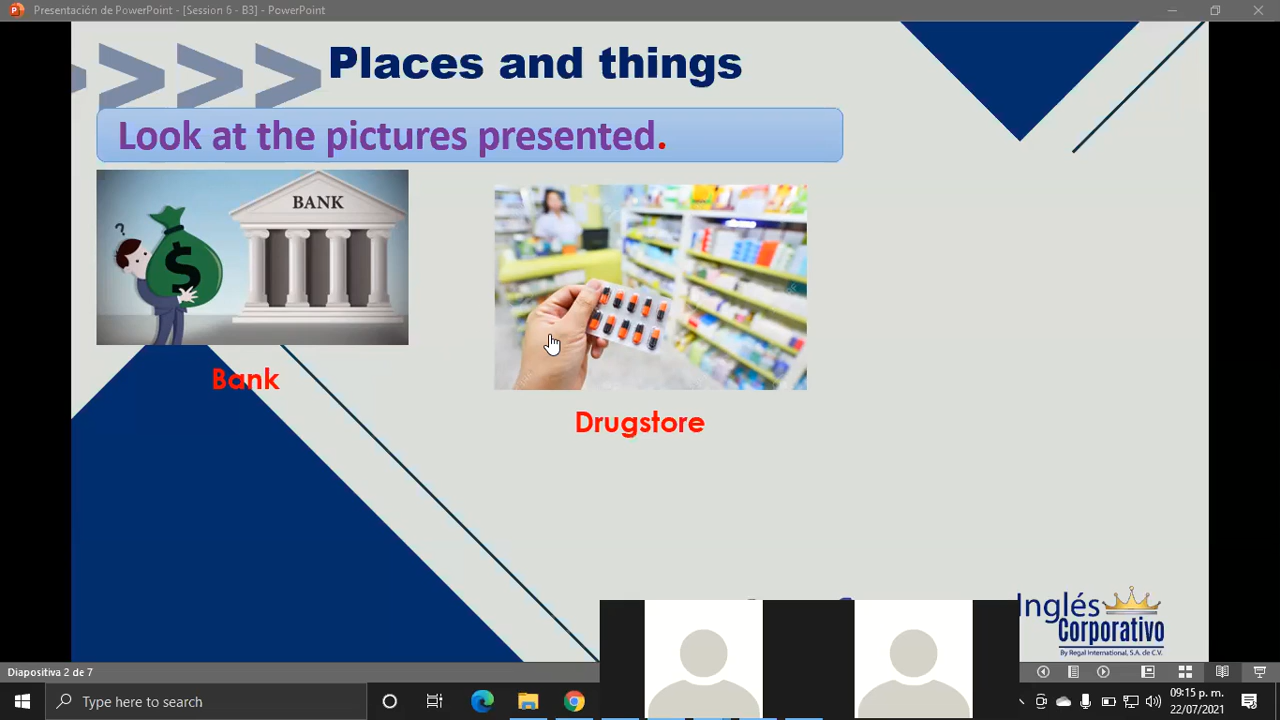 Presentación de PowerPoint - [Session 6 - B3] - PowerPoint
>>>>
Places and things
Look at the pictures presented.
?
$
BANK
Bank
Drugstore
Inglés
Corporativo
By Regal International, S.A. de C.V.
Diapositiva 2 de 7
Type here to search
09:15 p. m.
22/07/2021